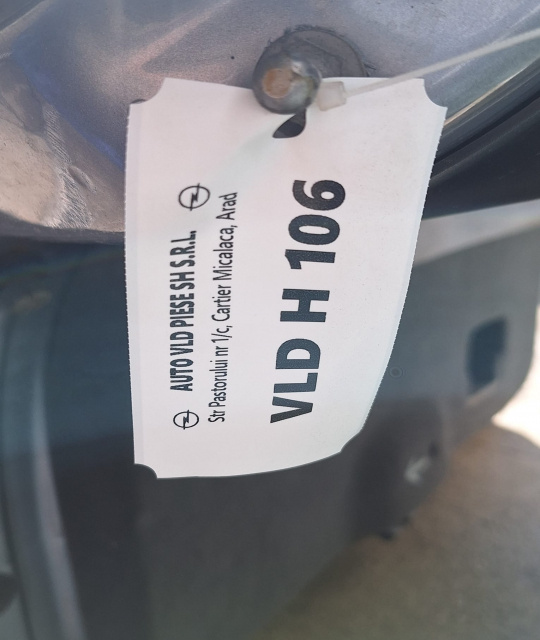 AUTO VLD PIESE SH S.R.L.
Str Pastorului nr 1/c, Cartier Micalaca, Arad
VLD H 106